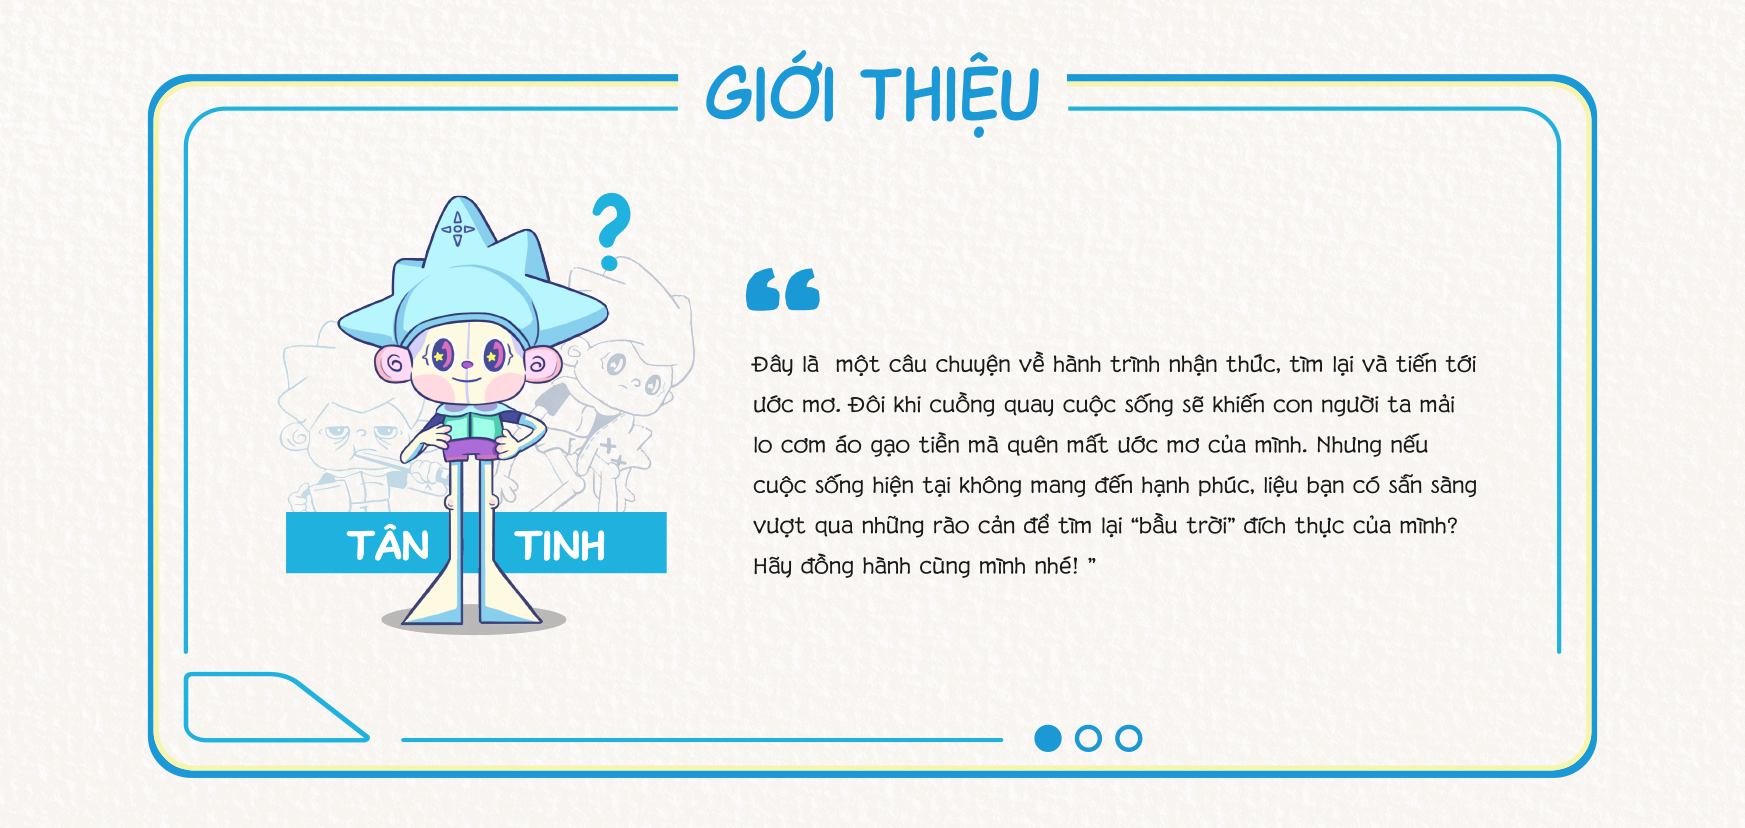 GIỚI THIỆU
?
TÂN TINH
“
Đây là một câu chuyện về hành trình nhận thức, tìm lại và tiến tới
ước mơ. Đôi khi cuồng quay cuộc sống sẽ khiến con người ta mải
lo cơm áo gạo tiền mà quên mất ước mơ của mình. Nhưng nếu
cuộc sống hiện tại không mang đến hạnh phúc, liệu bạn có sẵn sàng
vượt qua những rào cản để tìm lại “bầu trời” đích thực của mình?
Hãy đồng hành cùng mình nhé! ”